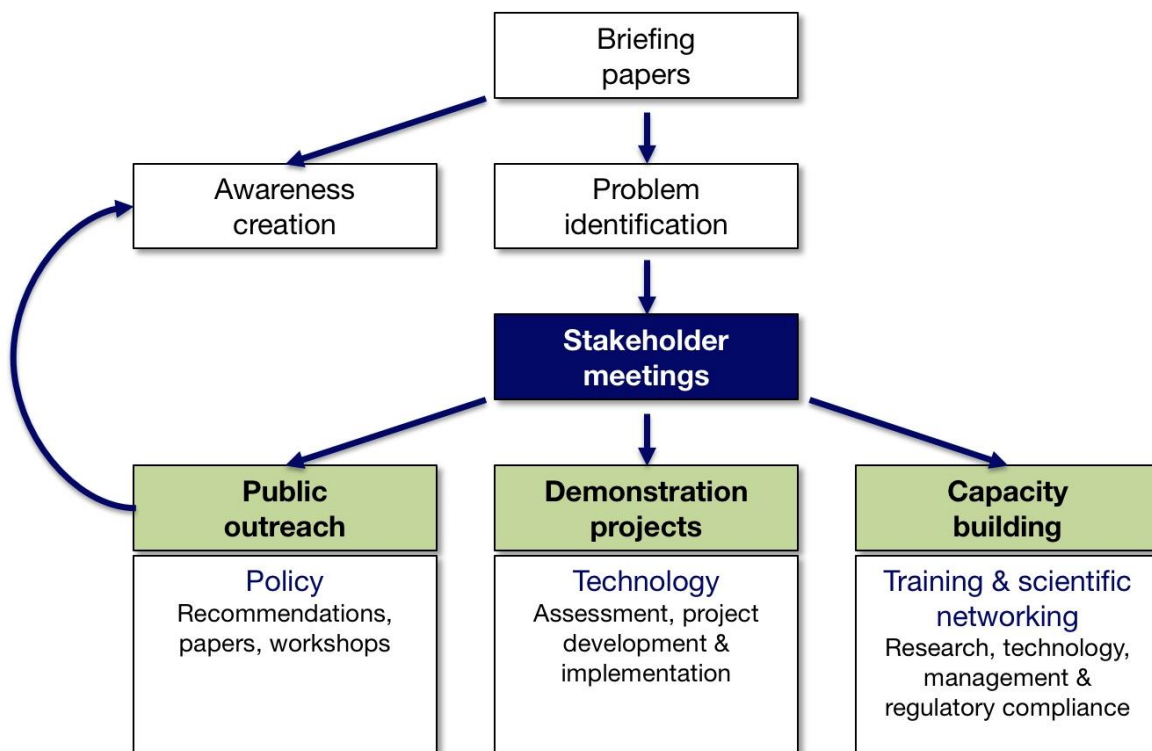 Briefing
papers
Awareness
creation
Problem
identification
Stakeholder
meetings
Public
outreach
Demonstration
projects
Capacity
building
Policy
Recommendations,
papers, workshops
Technology
Assessment, project
development &
implementation
Training & scientific
networking
Research, technology,
management &
regulatory compliance